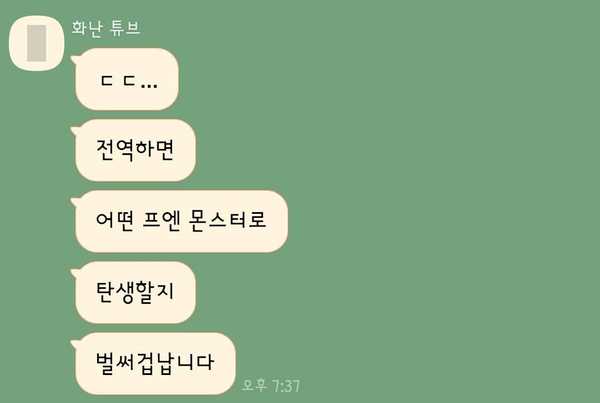 화난 튜브
ㄷㄷ...
전역하면
어떤 프엔 몬스터로
탄생할지
벌써겁납니다
오후 7:37